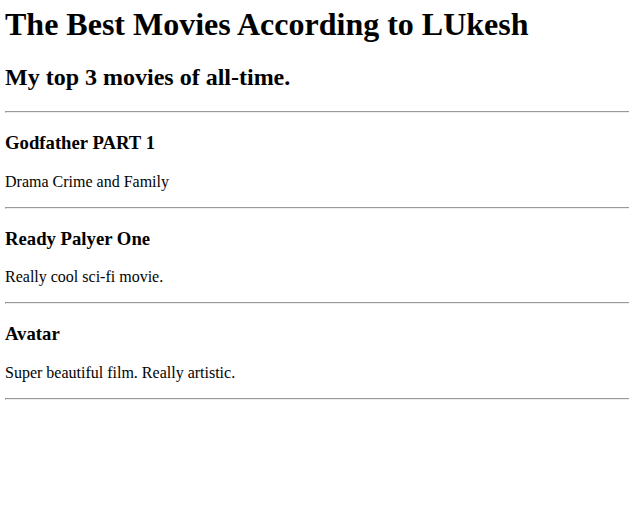 The Best Movies According to LUkesh
My top 3 movies of all-time.
Godfather PART 1
Drama Crime and Family
Ready Palyer One
Really cool sci-fi movie.
Avatar
Super beautiful film. Really artistic.